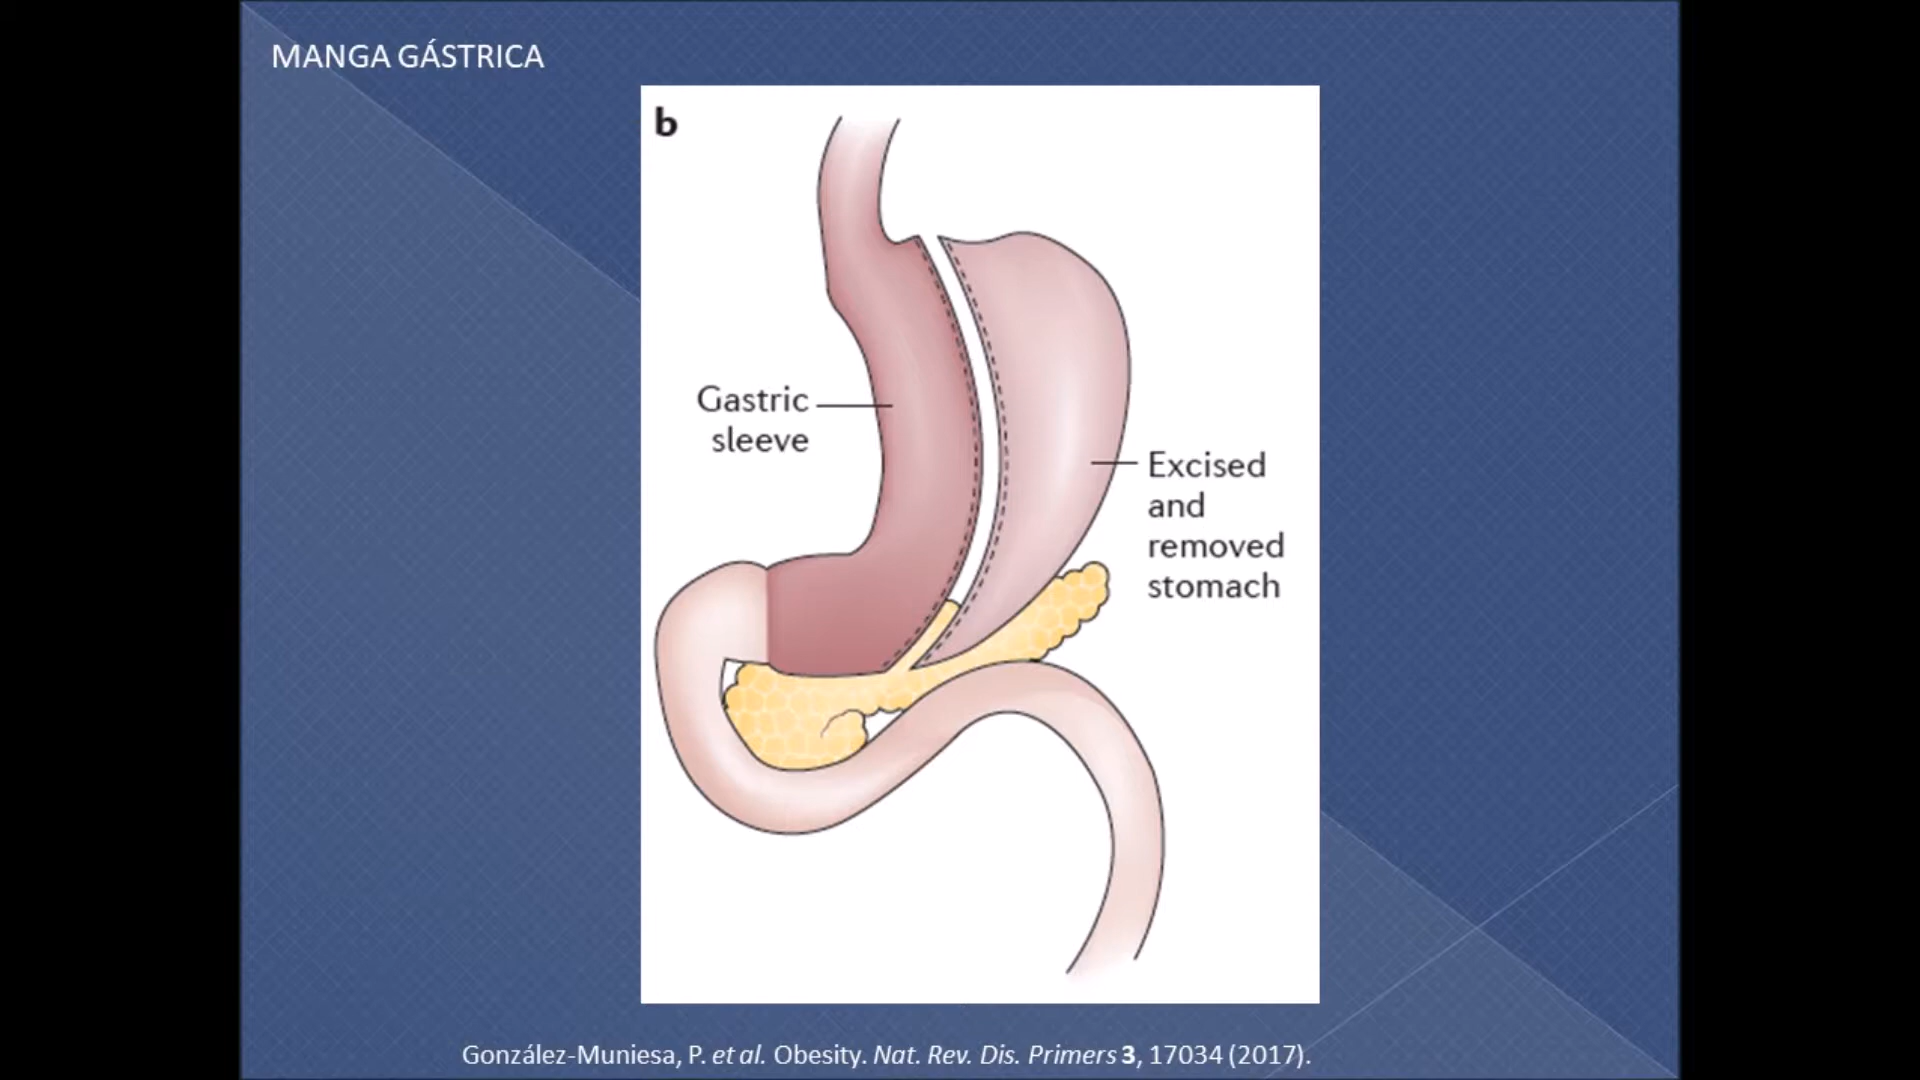 MANGA GÁSTRICA
b
Gastric
sleeve
Excised
and
removed
stomach
González-Muniesa, P. et al. Obesity. Nat. Rev. Dis. Primers 3, 17034 (2017).